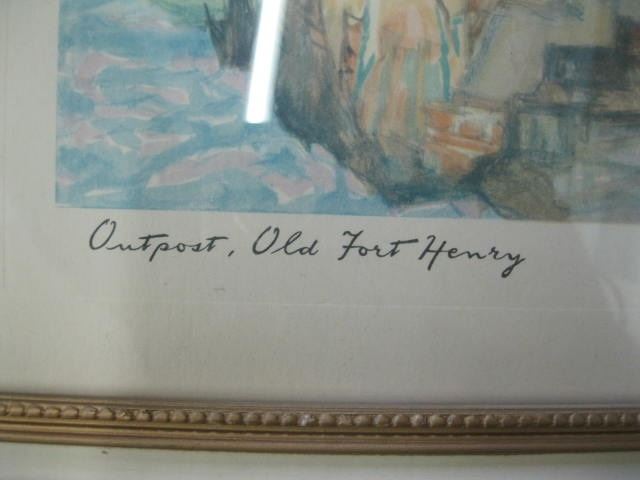 Outpost, Old Fort Henry